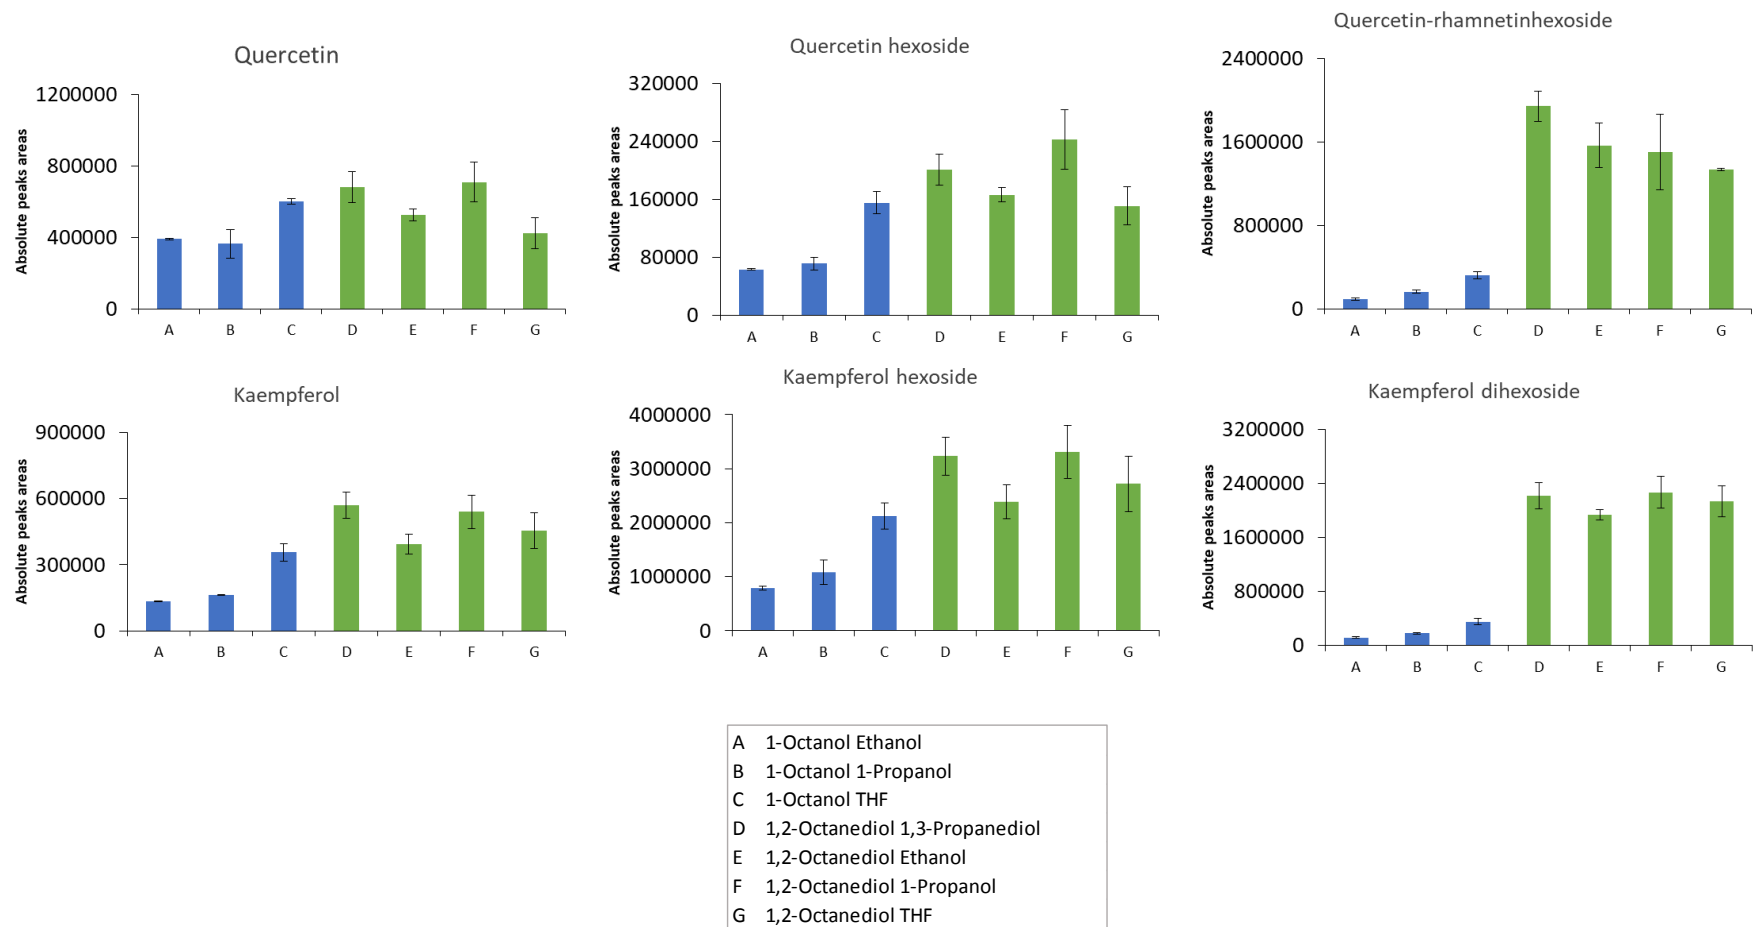 Quercetin
Absolute peaks areas
1200000
800000
400000
0
A B C D E F G
Quercetin hexoside
Absolute peaks areas
320000
240000
160000
80000
0
A B C D E F G
Quercetin-rhamnetinhexoside
Absolute peaks areas
2400000
1600000
800000
0
A B C D E F G
Kaempferol
Absolute peaks areas
900000
600000
300000
0
A B C D E F G
Kaempferol hexoside
Absolute peaks areas
4000000
3000000
2000000
1000000
0
A B C D E F G
Kaempferol dihexoside
Absolute peaks areas
3200000
2400000
1600000
800000
0
A B C D E F G
A 1-Octanol Ethanol
B 1-Octanol 1-Propanol
C 1-Octanol THF
D 1,2-Octanediol 1,3-Propanediol
E 1,2-Octanediol Ethanol
F 1,2-Octanediol 1-Propanol
G 1,2-Octanediol THF